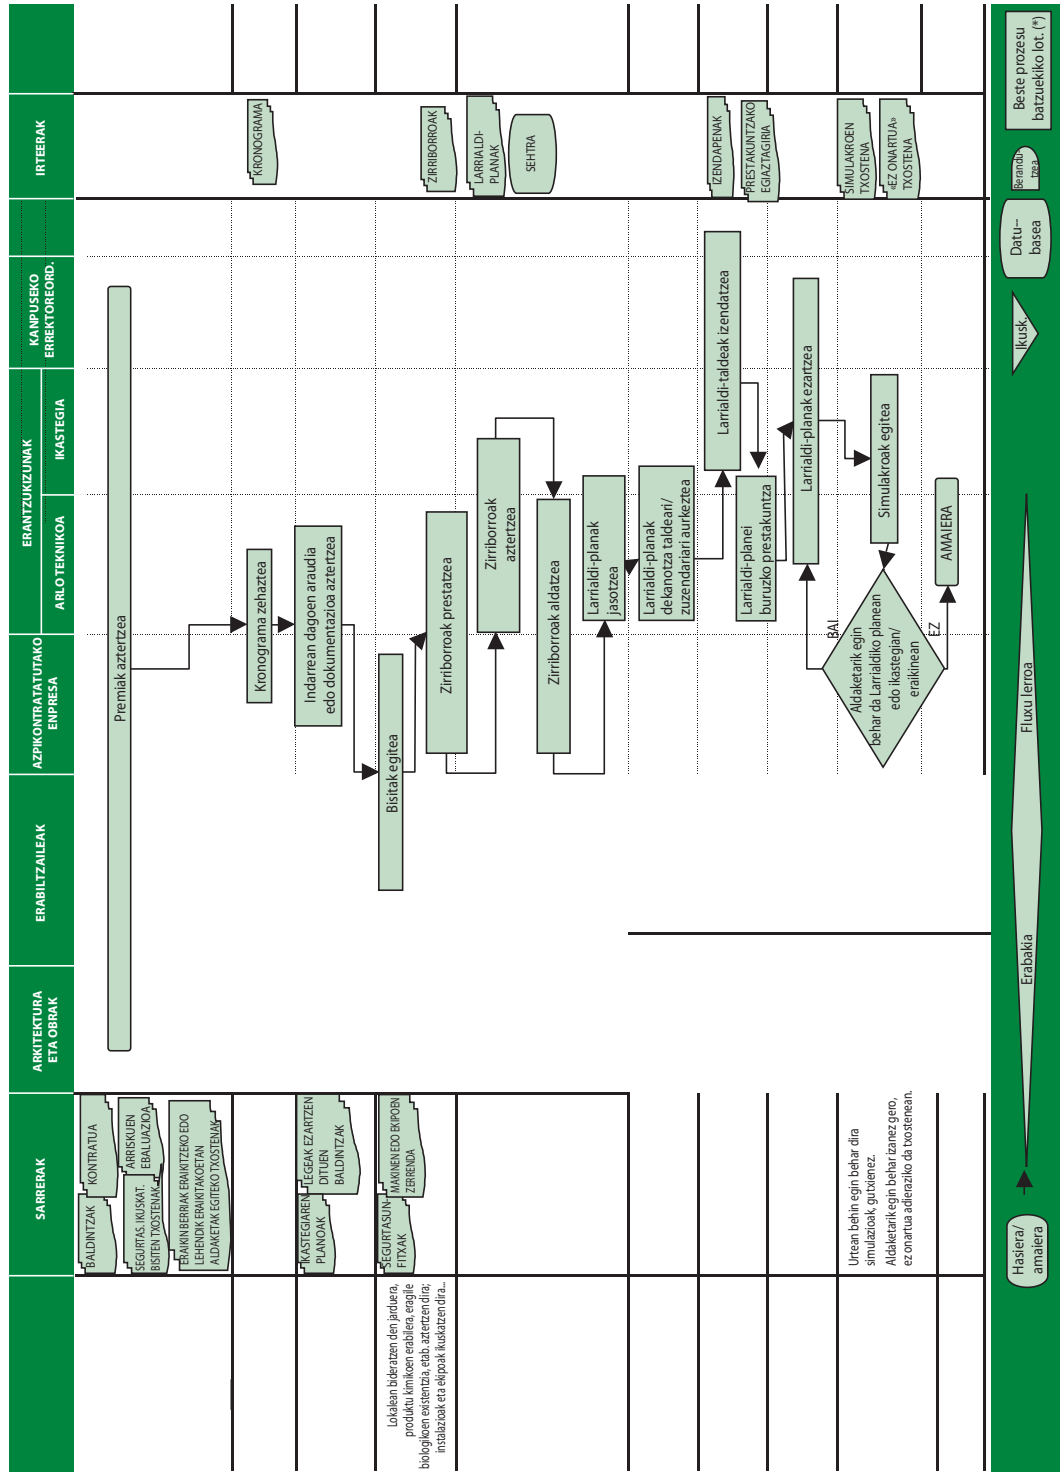 SARRERAK
ARKITEKTURA
ETA OBRAK
ERABILTZAILEAK
AZPIKONTRATATUTAKO
ENPRESA
ERANTZUKIZUNAK
ARLO TEKNIKOA
IKASTEGIA
KANPUSEKO
ERREKTOREORD.
IRTEERAK
BALDINTZAK
KONTRATUA
SEGURTAS. IKUSKAT.
BISITEN TXOSTENAK
ARRISKUEN
EBALUAZIOA
ERAIKIN BERRIAK ERAIKITZEKO EDO
LEHENDIK ERAIKITAKOETAN
ALDAKETAK EGITEKO TXOSTENAK
Premiak aztertzea
Kronograma zehaztea
KRONOGRAMA
IKASTEGIAREN
PLANOAK
LEGEAK EZARTZEN
DITUEN
BALDINTZAK
Indarrean dagoen araudia
edo dokumentazioa aztertzea
Lokalean bideratzen den jarduera,
produktu kimikoen erabilera, eragile
biologikoen existentzia, etab. aztertzen dira;
instalazioak eta ekipoak ikuskatzen dira...
SEGURTASUN-
FITXAK
MAKINEN EDO EKIPOEN
ZERRENDA
Bisitak egitea
Zirriborroak prestatzea
ZIRRIBORROAK
Zirriborroak
aztertzea
Zirriborroak aldatzea
Larrialdi-planak
jasotzea
LARRIALDI-
PLANAK
SEHTRA
Larrialdi-planak
dekanotza taldeari/
zuzendariari aurkeztea
Larrialdi-taldeak izendatzea
IZENDAPENAK
Larrialdi-planei
buruzko prestakuntza
PRESTAKUNTZAKO
EGIAZTAGIRIA
Larrialdi-planak ezartzea
Urtean behin egin behar dira
simulazioak, gutxienez.
Aldaketarik egin behar izanez gero,
ez onartua adieraziko da txostenean.
Simulakroak egitea
BAI
Aldaketarik egin
behar da Larrialdiko planean
edo ikastegian/
eraikinean
EZ
AMAIERA
SIMULAKROEN
TXOSTENA
«EZ ONARTUA»
TXOSTENA
Hasiera/
amaiera
Erabakia
Fluxu lerroa
Ikusk.
Datu-
basea
Berandu-
tzea
Beste prozesu
batzuekiko lot. (*)